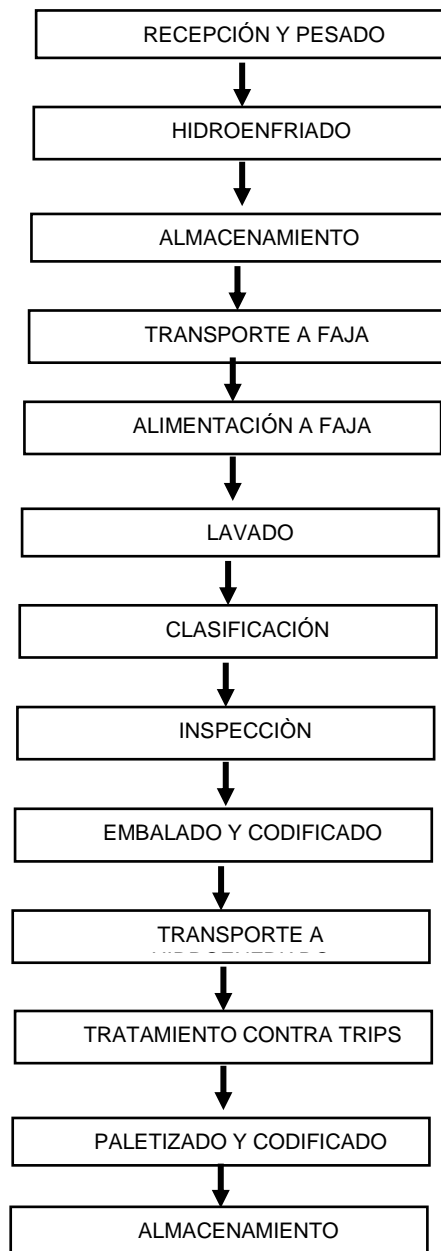 RECEPCIÓN Y PESADO
HIDROENFRIADO
ALMACENAMIENTO
TRANSPORTE A FAJA
ALIMENTACIÓN A FAJA
LAVADO
CLASIFICACIÓN
INSPECCIÒN
EMBALADO Y CODIFICADO
TRANSPORTE A
TRATAMIENTO CONTRA TRIPS
PALETIZADO Y CODIFICADO
ALMACENAMIENTO